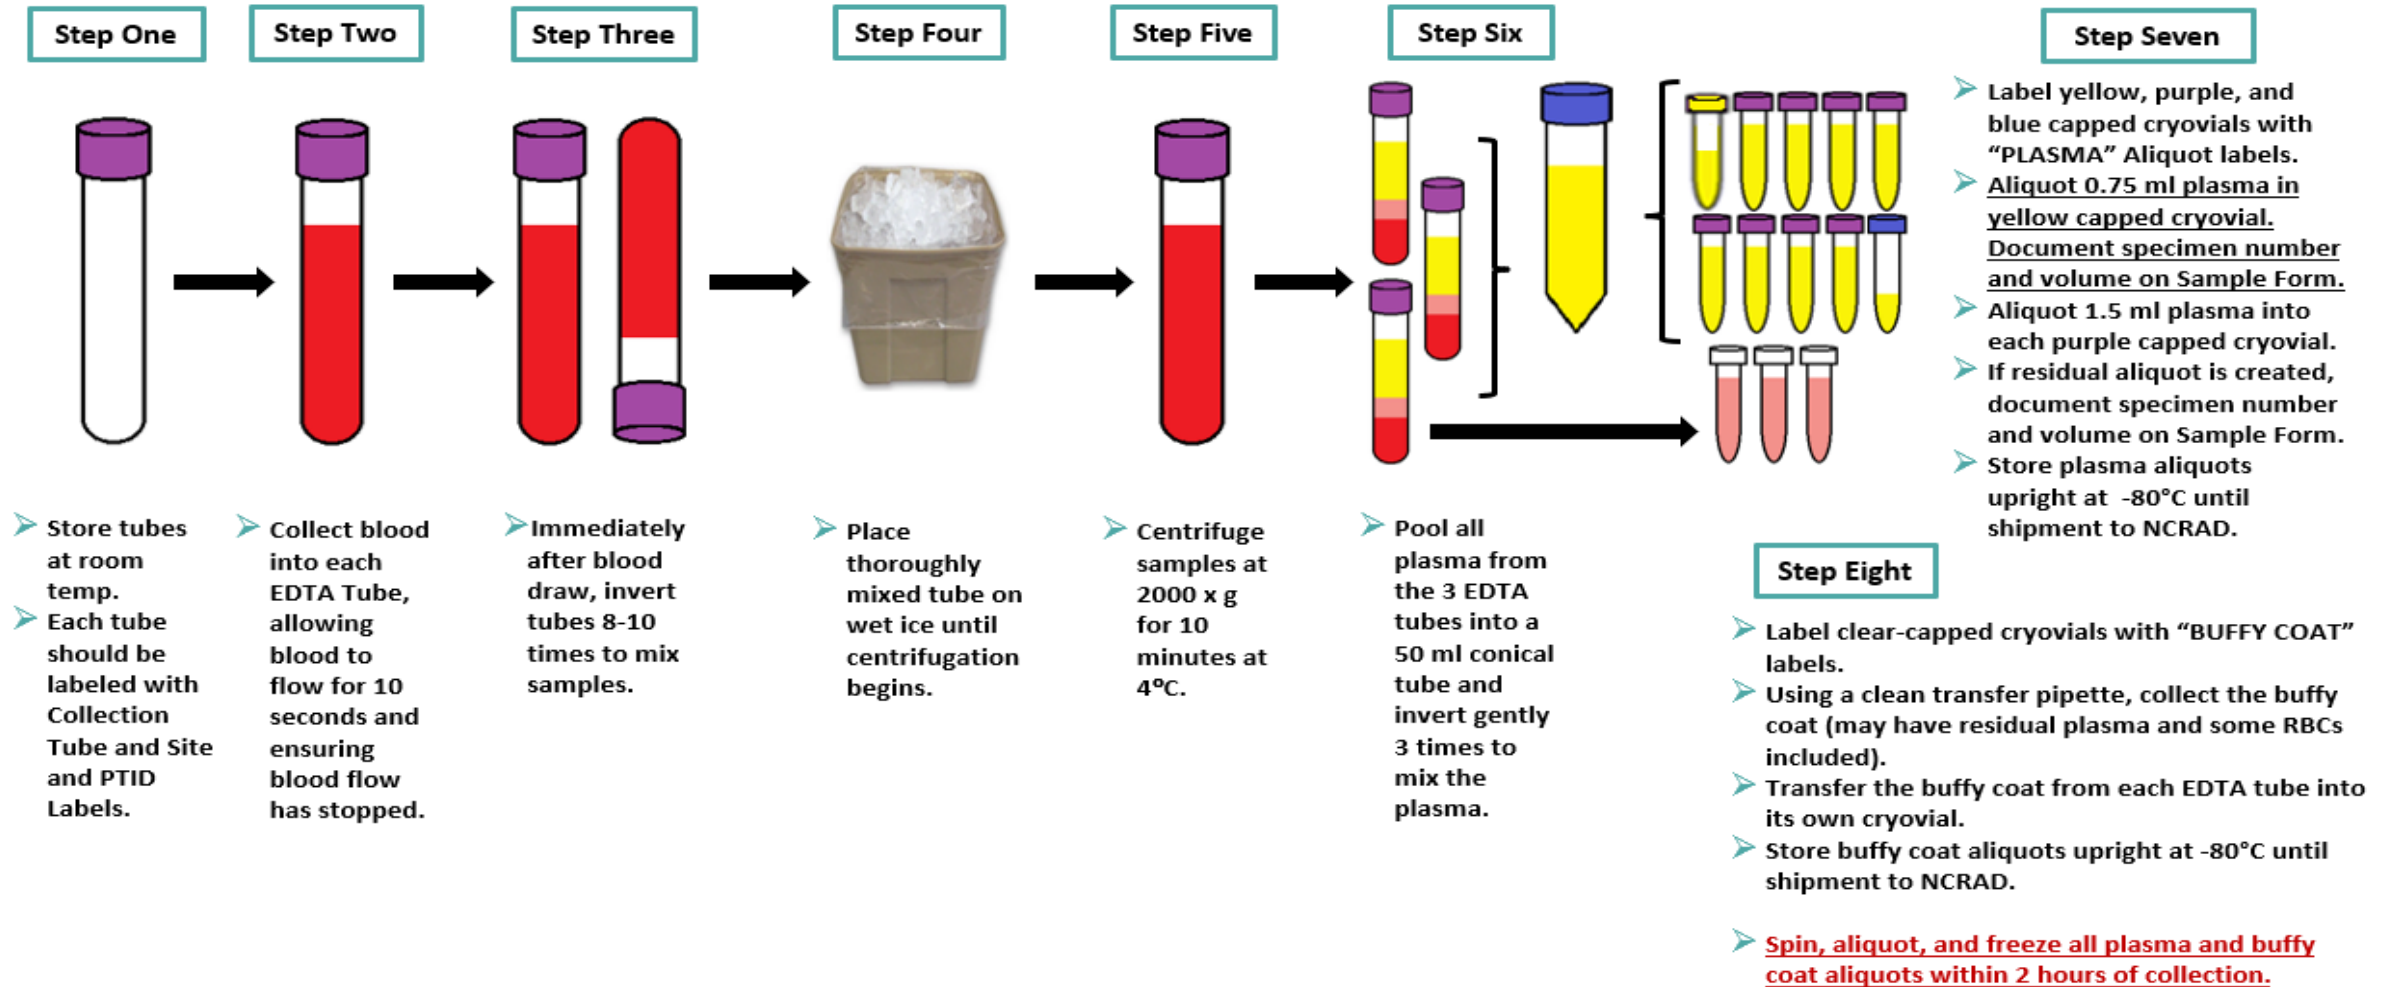 Step One
➢ Store tubes
at room
temp.
➢ Each tube
should be
labeled with
Collection
Tube and Site
and PTID
Labels.
Step Two
➢ Collect blood
into each
EDTA Tube,
allowing
blood to
flow for 10
seconds and
ensuring
blood flow
has stopped.
Step Three
➢ Immediately
after blood
draw, invert
tubes 8-10
times to mix
samples.
Step Four
➢ Place
thoroughly
mixed tube on
wet ice until
centrifugation
begins.
Step Five
➢ Centrifuge
samples at
2000 x g
for 10
minutes at
4°C.
Step Six
➢ Pool all
plasma from
the 3 EDTA
tubes into a
50 ml conical
tube and
invert gently
3 times to
mix the
plasma.
Step Seven
➢ Label yellow, purple, and
blue capped cryovials with
“PLASMA” Aliquot labels.
➢ Aliquot 0.75 ml plasma in
yellow capped cryovial.
Document specimen number
and volume on Sample Form.
➢ Aliquot 1.5 ml plasma into
each purple capped cryovial.
➢ If residual aliquot is created,
document specimen number
and volume on Sample Form.
➢ Store plasma aliquots
upright at -80°C until
shipment to NCRAD.
Step Eight
➢ Label clear-capped cryovials with “BUFFY COAT”
labels.
➢ Using a clean transfer pipette, collect the buffy
coat (may have residual plasma and some RBCs
included).
➢ Transfer the buffy coat from each EDTA tube into
its own cryovial.
➢ Store buffy coat aliquots upright at -80°C until
shipment to NCRAD.
➢ Spin, aliquot, and freeze all plasma and buffy
coat aliquots within 2 hours of collection.